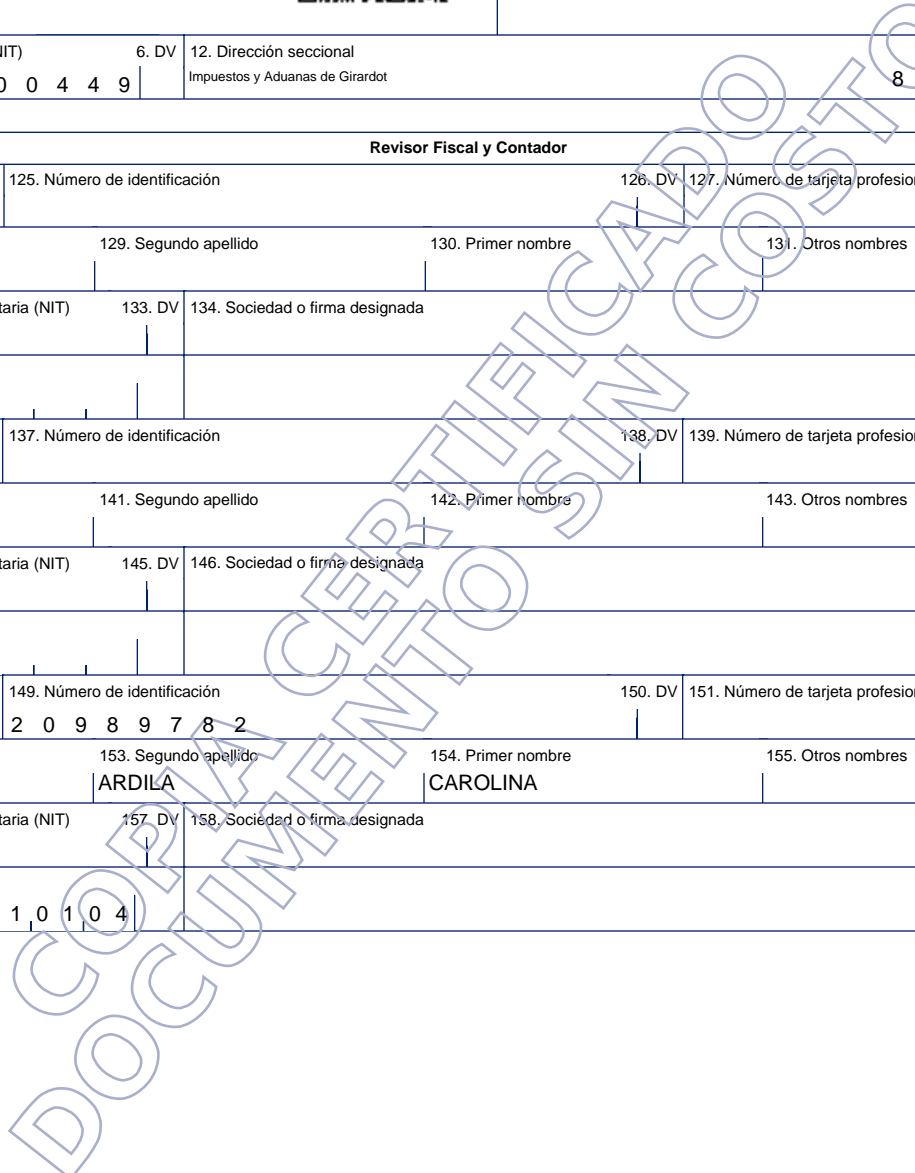 NIT) 6. DV 12. Dirección seccional
0 0 4 4 9 Impuestos y Aduanas de Girardot 8
Revisor Fiscal y Contador
125. Número de identificación 126. DV 127. Número de tarjeta profesion
129. Segundo apellido 130. Primer nombre 131. Otros nombres
taria (NIT) 133. DV 134. Sociedad o firma designada
137. Número de identificación 138. DV 139. Número de tarjeta profesion
141. Segundo apellido 142. Primer nombre 143. Otros nombres
taria (NIT) 145. DV 146. Sociedad o firma designada
149. Número de identificación 150. DV 151. Número de tarjeta profesion
2 0 9 8 9 7 8 2
153. Segundo apellido 154. Primer nombre 155. Otros nombres
ARDILA CAROLINA
taria (NIT) 157. DV 158. Sociedad o firma designada
1 0 1 0 4
COPIA CERTIFICADO
DOCUMENTO SIN COSTO